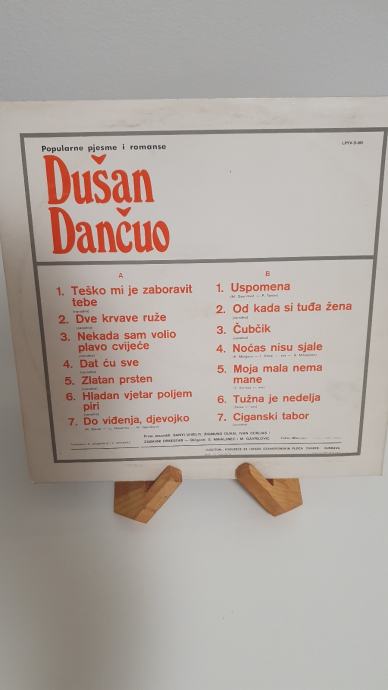 Popularne pjesme i romanse
Dušan
Dančuo
A
1. Teško mi je zaboravit
tebe
2. Dve krvave ruže
3. Nekada sam volio
plavo cvijeće
4. Dat ću sve
5. Zlatan prsten
6. Hladan vjetar poljem
piri
7. Do viđenja, djevojko
B
1. Uspomena
2. Od kada si tuđa žena
3. Čubčik
4. Noćas nisu sjale
5. Moja mala nema
mane
6. Tužna je nedelja
7. Ciganski tabor